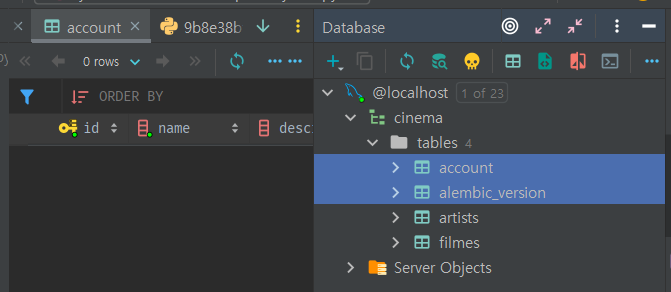 account
9b8e38b
Database
0 rows
@localhost 1 of 23
ORDER BY
cinema
id
name
desc
tables 4
account
alembic_version
artists
filmes
Server Objects